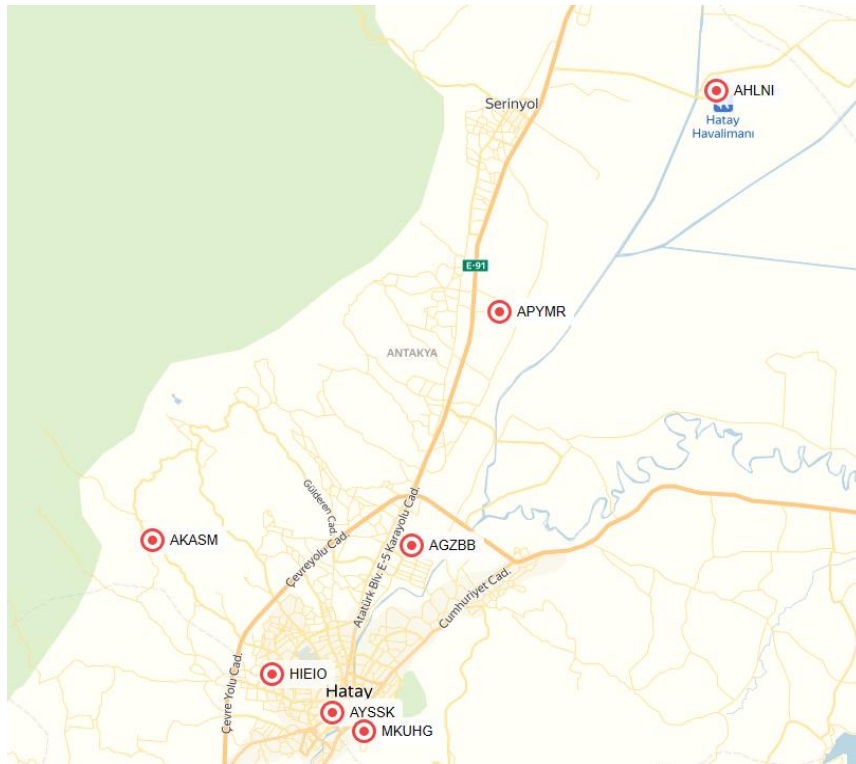 AHLNI
Serinyol
Hatay
Havalimanı
E-91
APYMR
ANTAKYA
Gülderen Cad.
AKASM
AGZBB
Çevreyolu Cad.
Atatürk Blv. E-5 Karayolu Cad.
Cumhuriyet Cad.
HIEIO
Çevre Yolu Cad.
Hatay
AYSSK
MKUHG